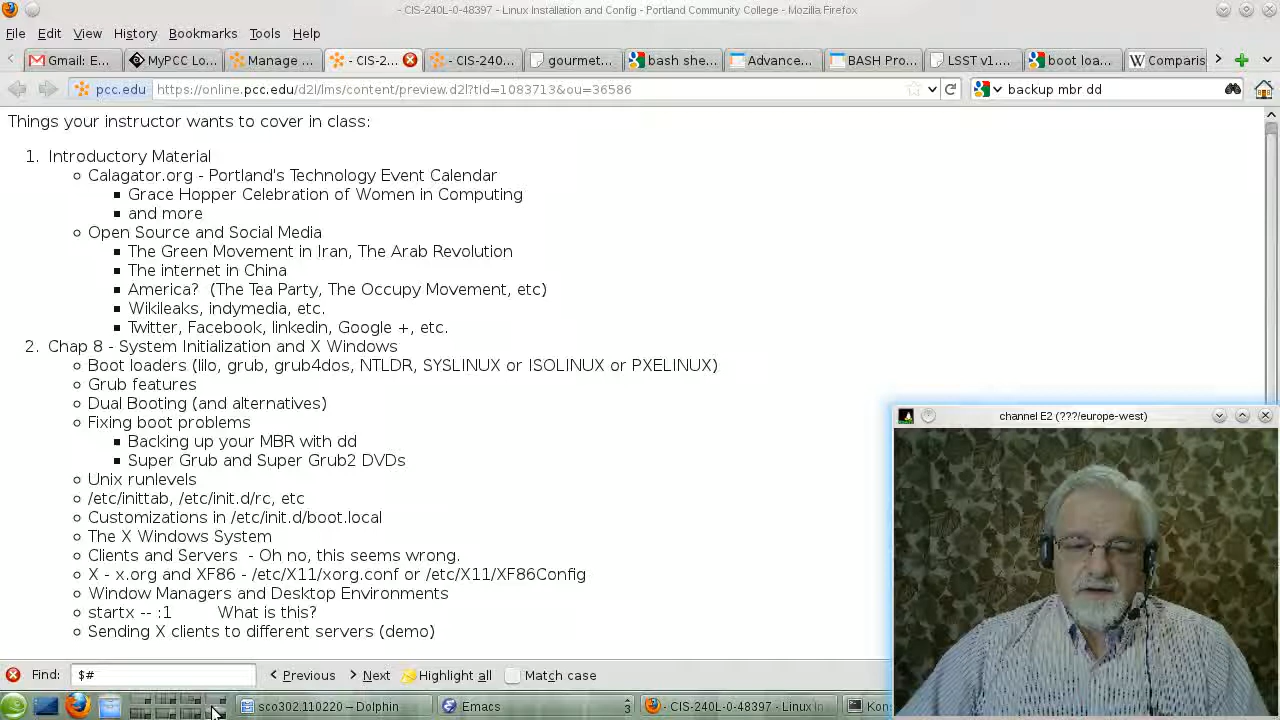 - CIS-240L-0-48397 - Linux Installation and Config - Portland Community College - Mozilla Firefox
File Edit View History Bookmarks Tools Help
Gmail: E... MyPCC Lo... Manage ... - CIS-2... - CIS-240... gourmet... bash she... Advance... BASH Pro... LSST v1.... boot loa... Comparis
pcc.edu https://online.pcc.edu/d2l/lms/content/preview.d2l?tId=1083713&ou=36586 backup mbr dd
Things your instructor wants to cover in class:
1. Introductory Material
Calagator.org - Portland's Technology Event Calendar
Grace Hopper Celebration of Women in Computing
and more
Open Source and Social Media
The Green Movement in Iran, The Arab Revolution
The internet in China
America? (The Tea Party, The Occupy Movement, etc)
Wikileaks, indymedia, etc.
Twitter, Facebook, linkedin, Google +, etc.
2. Chap 8 - System Initialization and X Windows
Boot loaders (lilo, grub, grub4dos, NTLDR, SYSLINUX or ISOLINUX or PXELINUX)
Grub features
Dual Booting (and alternatives)
Fixing boot problems
Backing up your MBR with dd
Super Grub and Super Grub2 DVDs
Unix runlevels
/etc/inittab, /etc/init.d/rc, etc
Customizations in /etc/init.d/boot.local
The X Windows System
Clients and Servers - Oh no, this seems wrong.
X - x.org and XF86 - /etc/X11/xorg.conf or /etc/X11/XF86Config
Window Managers and Desktop Environments
startx -- :1 What is this?
Sending X clients to different servers (demo)
channel E2 (???/europe-west)
Find: $# Previous Next Highlight all Match case
sco302.110220 - Dolphin Emacs - CIS-240L-0-48397 - Linux In Kon